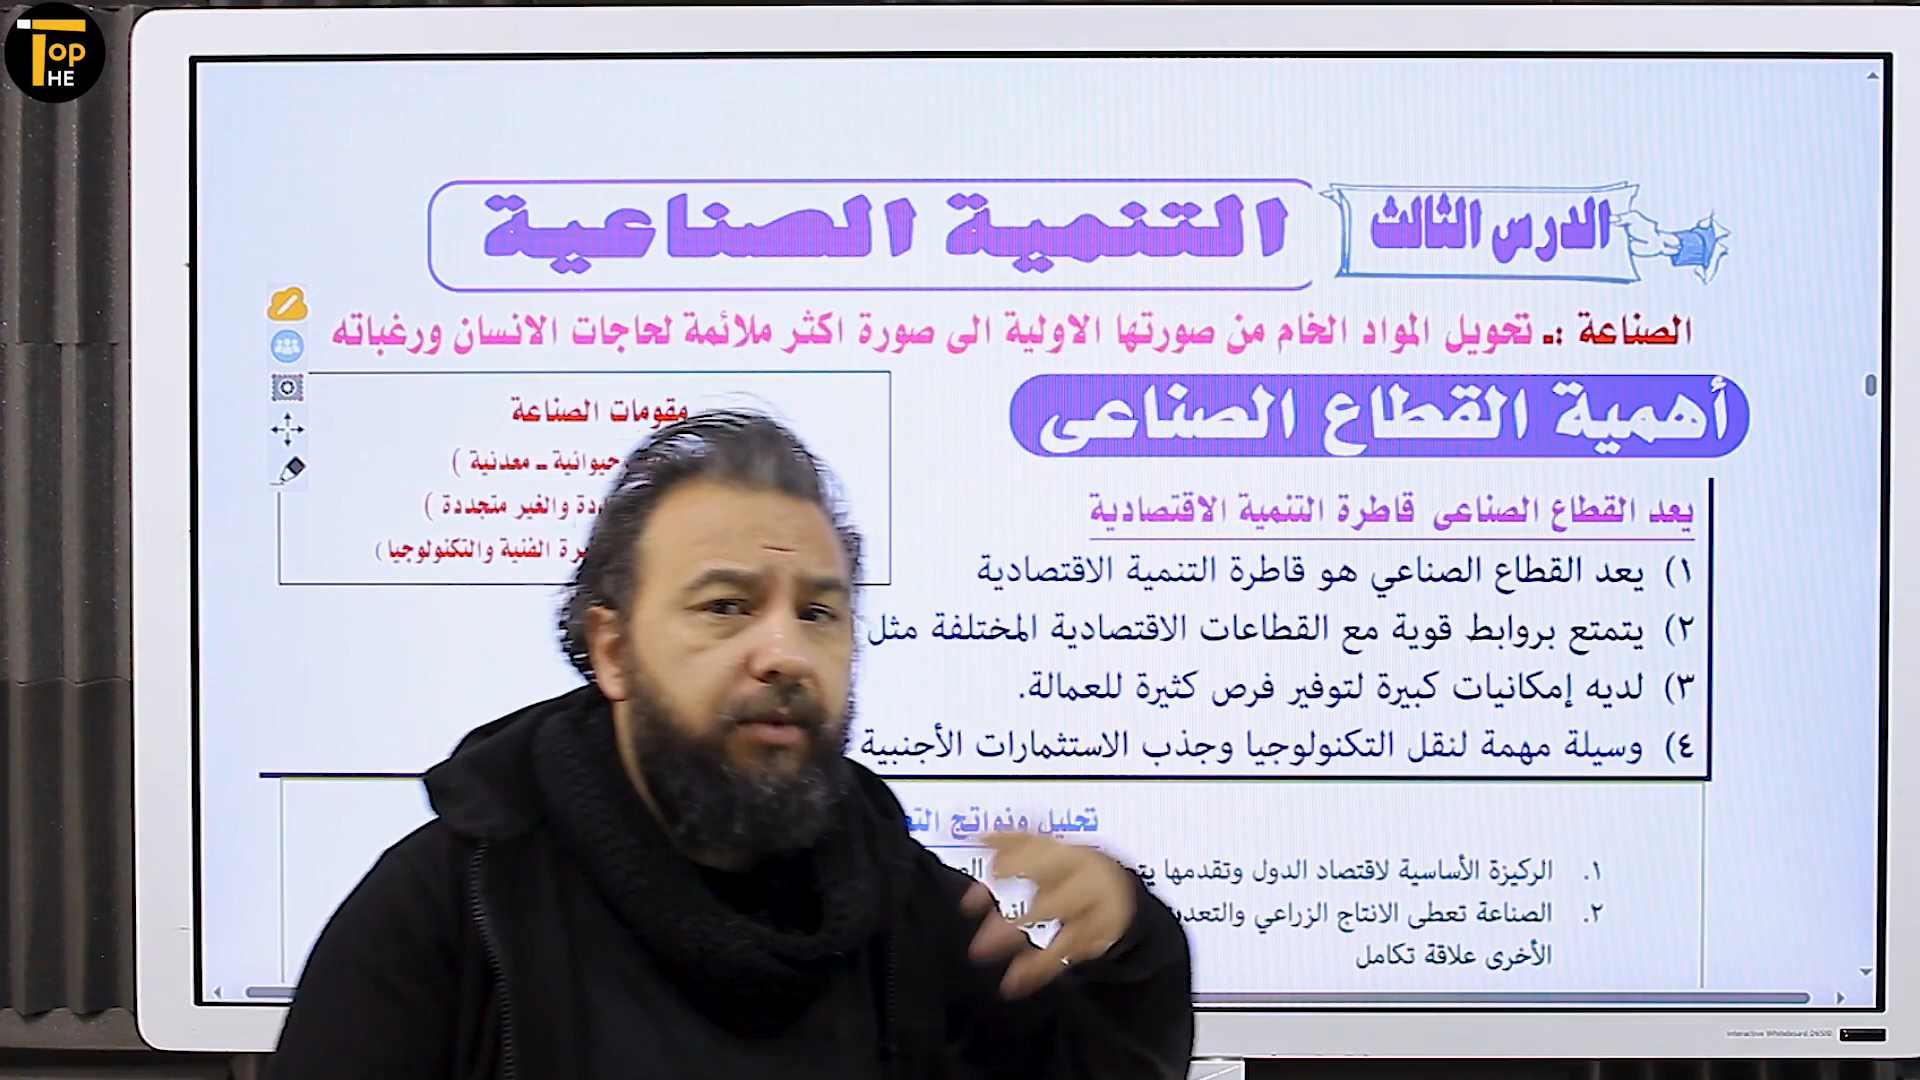 TOP
THE
الدرس الثالث
التنمية الصناعية
الصناعة :ـ تحويل المواد الخام من صورتها الاولية الى صورة اكثر ملائمة لحاجات الانسان ورغباته
أهمية القطاع الصناعى
يعد القطاع الصناعى قاطرة التنمية الاقتصادية
١) يعد القطاع الصناعي هو قاطرة التنمية الاقتصادية
٢) يتمتع بروابط قوية مع القطاعات الاقتصادية المختلفة مثل
٣) لديه إمكانيات كبيرة لتوفير فرص كثيرة للعمالة.
٤) وسيلة مهمة لنقل التكنولوجيا وجذب الاستثمارات الأجنبية
مقومات الصناعة
حيوانية ـ معدنية )
والغير متجددة )
الفنية والتكنولوجيا )
تحليل ونواتج
١. الركيزة الأساسية لاقتصاد الدول وتقدمها
٢. الصناعة تعطى الانتاج الزراعي
الأخرى علاقة تكامل
Interactive Whiteboard